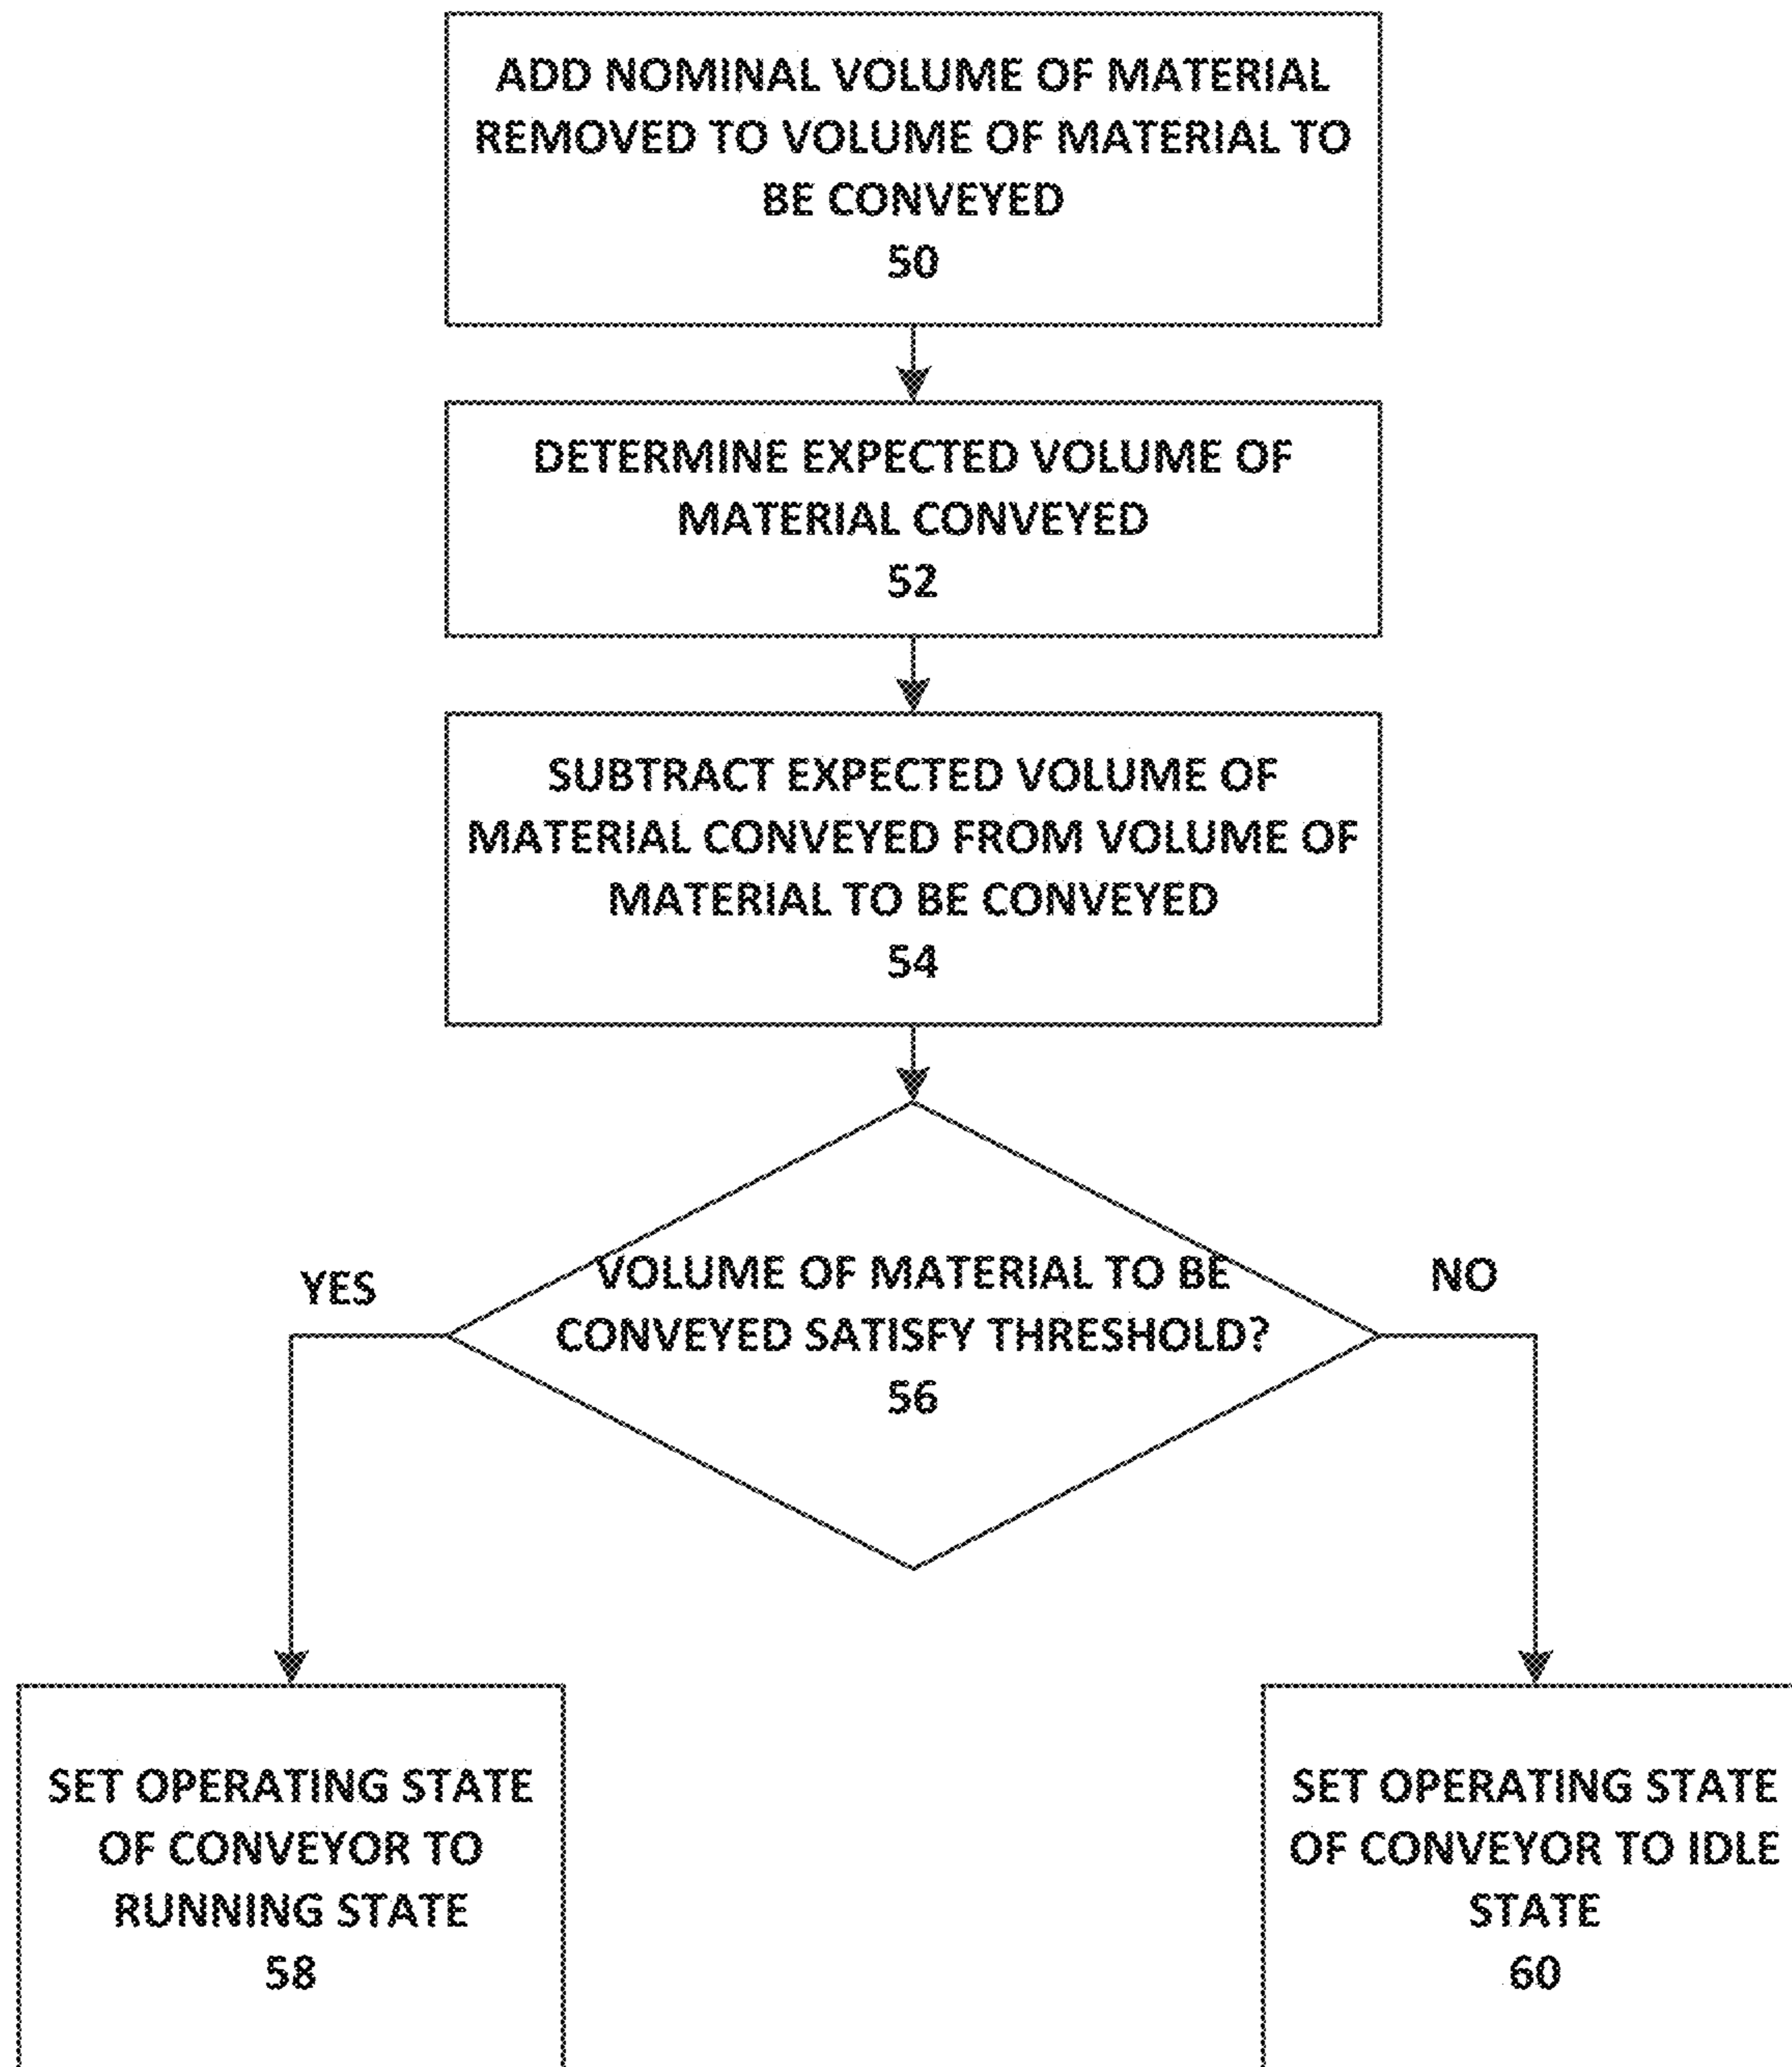 ADD NOMINAL VOLUME OF MATERIAL
REMOVED TO VOLUME OF MATERIAL TO
BE CONVEYED
50
DETERMINE EXPECTED VOLUME OF
MATERIAL CONVEYED
52
SUBTRACT EXPECTED VOLUME OF
MATERIAL CONVEYED FROM VOLUME OF
MATERIAL TO BE CONVEYED
54
VOLUME OF MATERIAL TO BE
CONVEYED SATISFY THRESHOLD?
56
YES
NO
SET OPERATING STATE
OF CONVEYOR TO
RUNNING STATE
58
SET OPERATING STATE
OF CONVEYOR TO IDLE
STATE
60